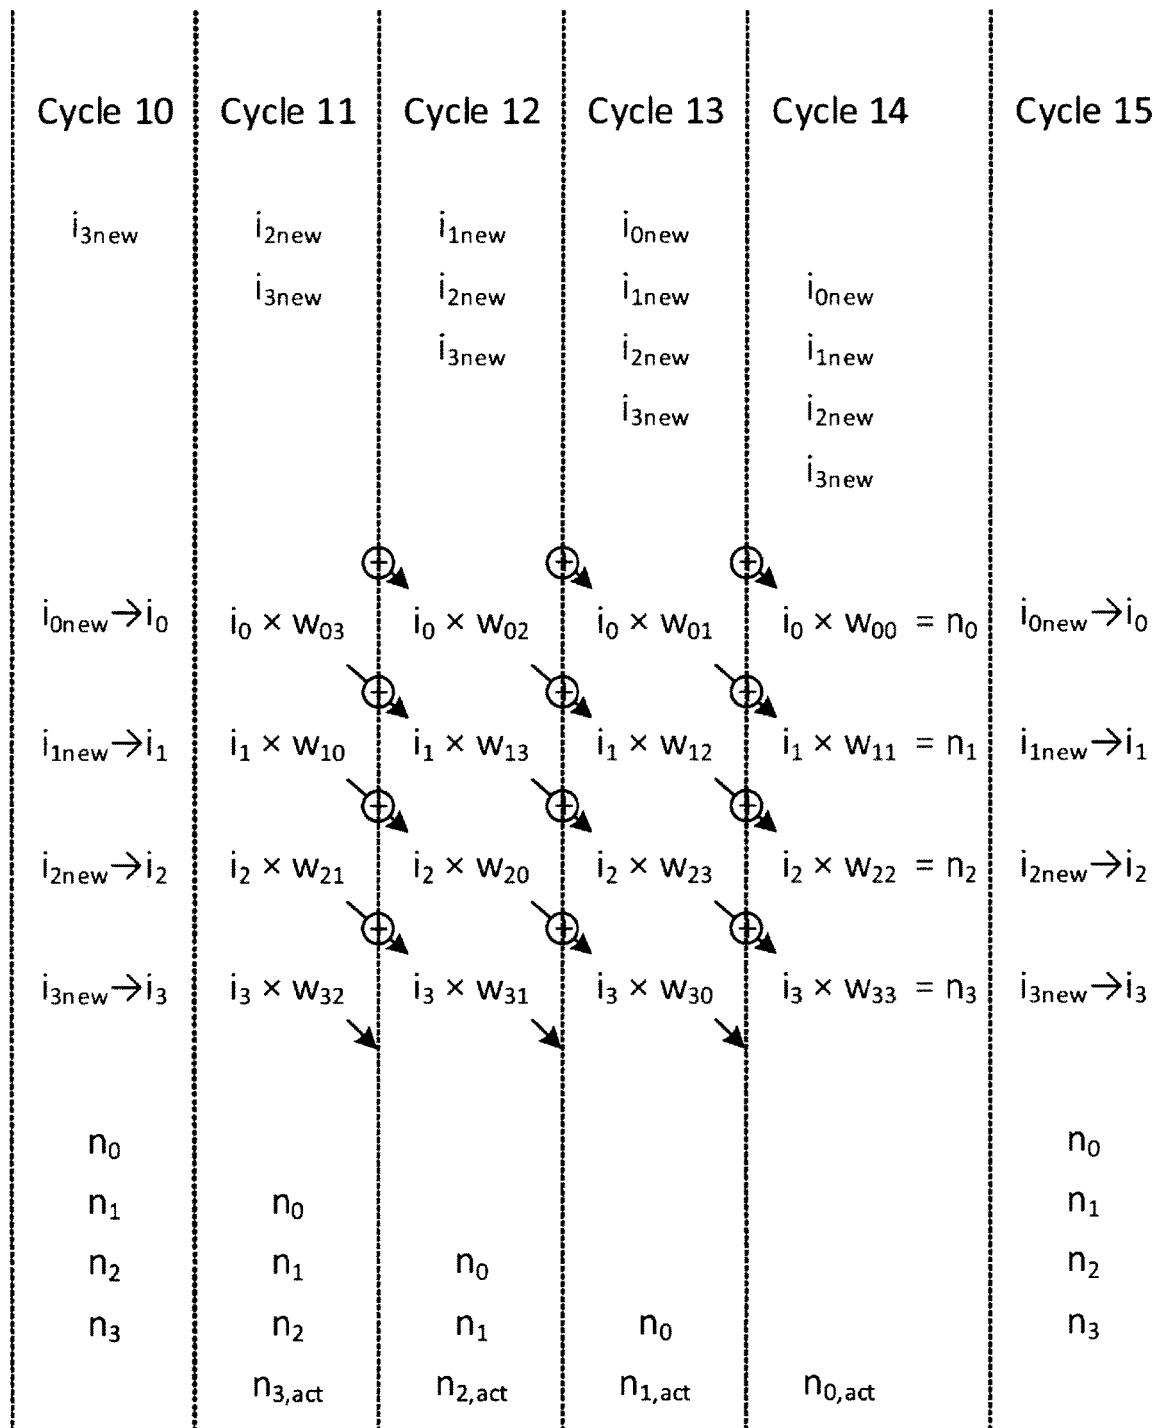 Cycle 10 Cycle 11 Cycle 12 Cycle 13 Cycle 14 Cycle 15
i3new i2new i1new i0new
i3new i2new i1new i0new
i3new i2new i1new
i3new i2new
i3new
i0new→i0 i0 × w03 i0 × w02 i0 × w01 i0 × w00 = n0 i0new→i0
i1new→i1 i1 × w10 i1 × w13 i1 × w12 i1 × w11 = n1 i1new→i1
i2new→i2 i2 × w21 i2 × w20 i2 × w23 i2 × w22 = n2 i2new→i2
i3new→i3 i3 × w32 i3 × w31 i3 × w30 i3 × w33 = n3 i3new→i3
n0 n0
n1 n0 n1
n2 n1 n0 n2
n3 n2 n1 n0 n3
n3,act n2,act n1,act n0,act